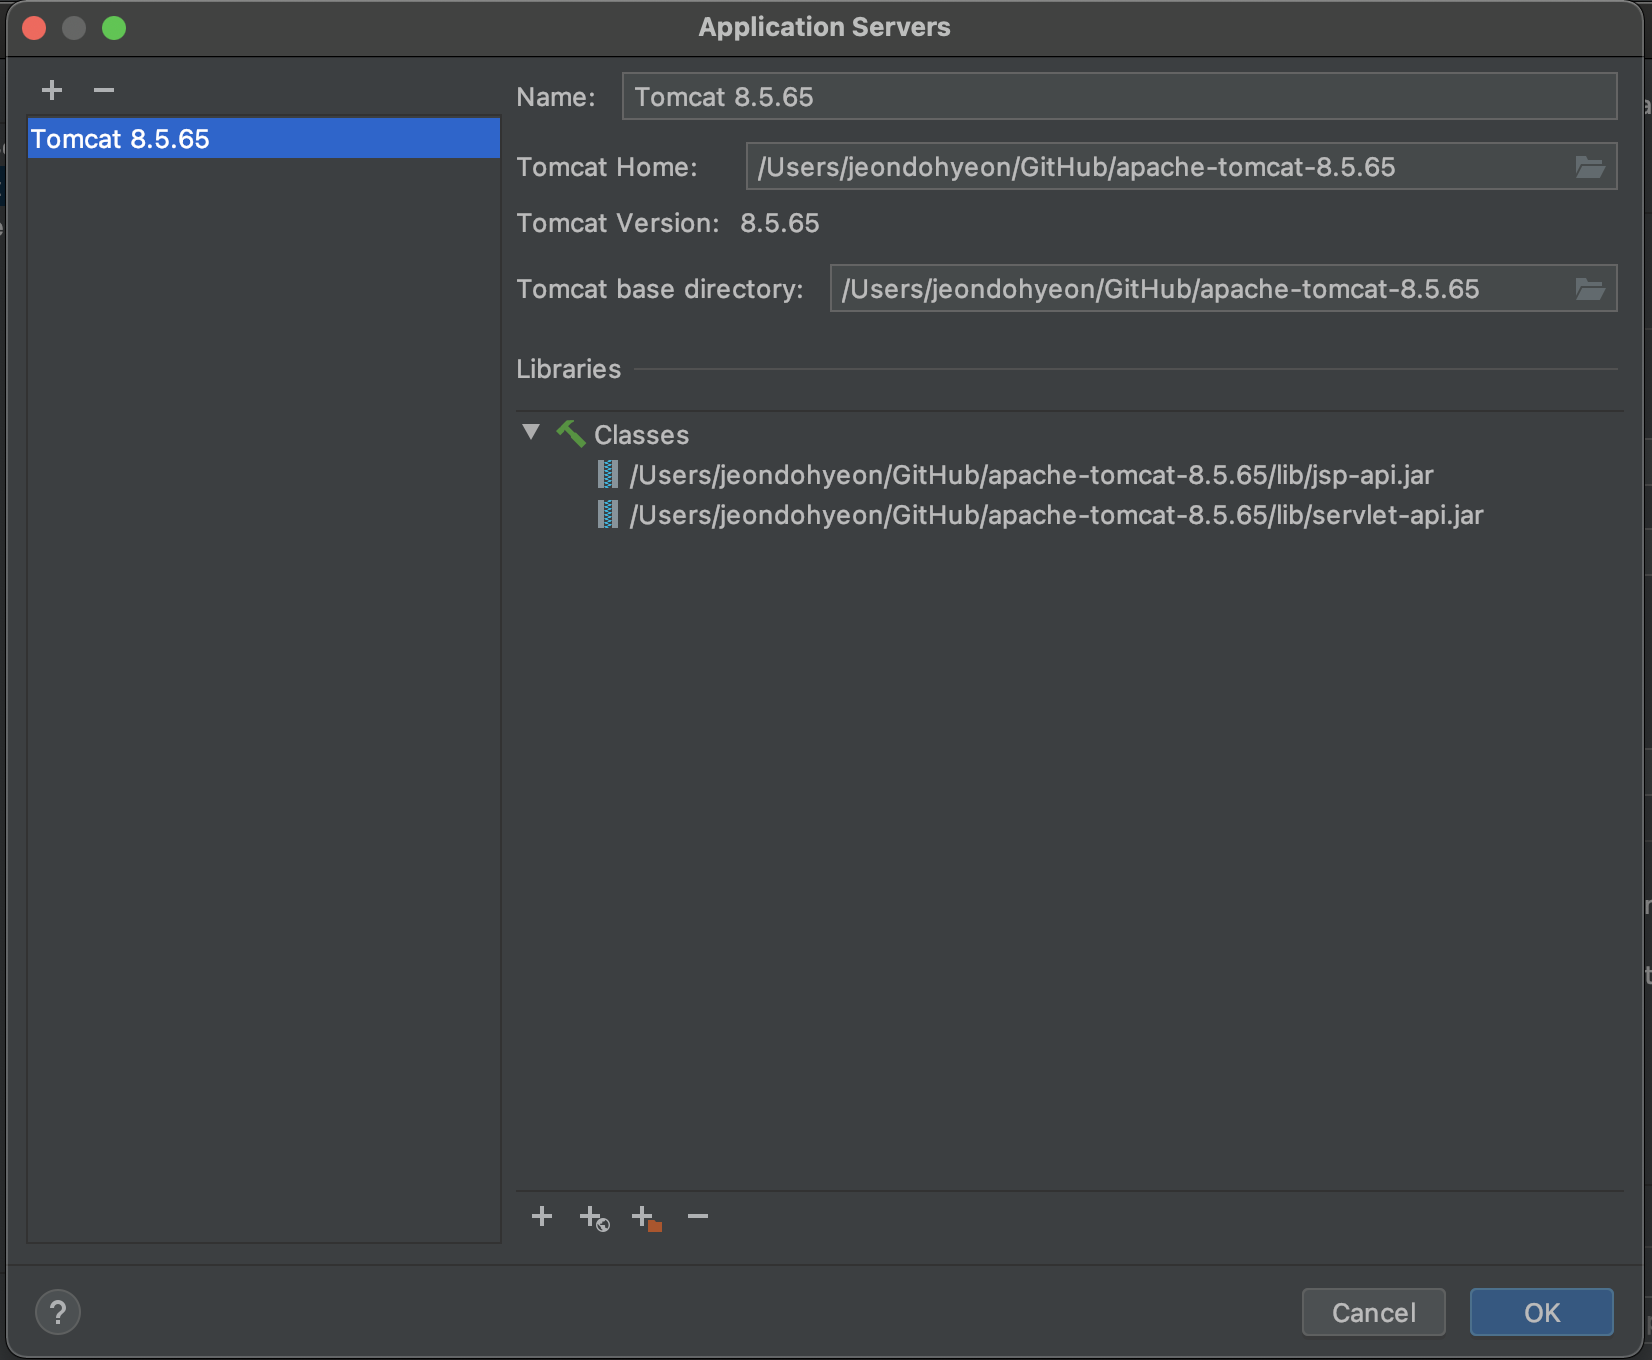 Application Servers
Tomcat 8.5.65
Name: Tomcat 8.5.65
Tomcat Home: /Users/jeondohyeon/GitHub/apache-tomcat-8.5.65
Tomcat Version: 8.5.65
Tomcat base directory: /Users/jeondohyeon/GitHub/apache-tomcat-8.5.65
Libraries
Classes
/Users/jeondohyeon/GitHub/apache-tomcat-8.5.65/lib/jsp-api.jar
/Users/jeondohyeon/GitHub/apache-tomcat-8.5.65/lib/servlet-api.jar
?
Cancel
OK